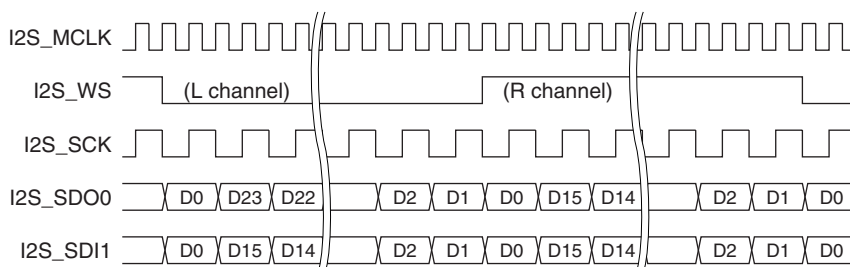 I2S_MCLK
I2S_WS (L channel) (R channel)
I2S_SCK
I2S_SDO0 D0 D23 D22 D2 D1 D0 D15 D14 D2 D1 D0
I2S_SDI1 D0 D15 D14 D2 D1 D0 D15 D14 D2 D1 D0